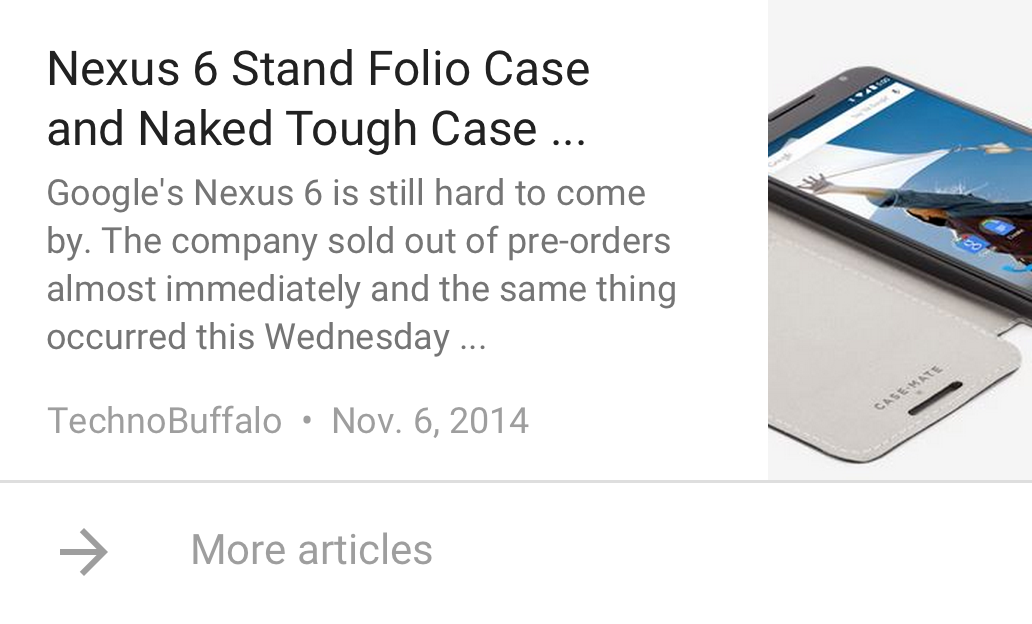 Nexus 6 Stand Folio Case
and Naked Tough Case ...
Google's Nexus 6 is still hard to come
by. The company sold out of pre-orders
almost immediately and the same thing
occurred this Wednesday ...
TechnoBuffalo • Nov. 6, 2014
CASE-MATE
More articles